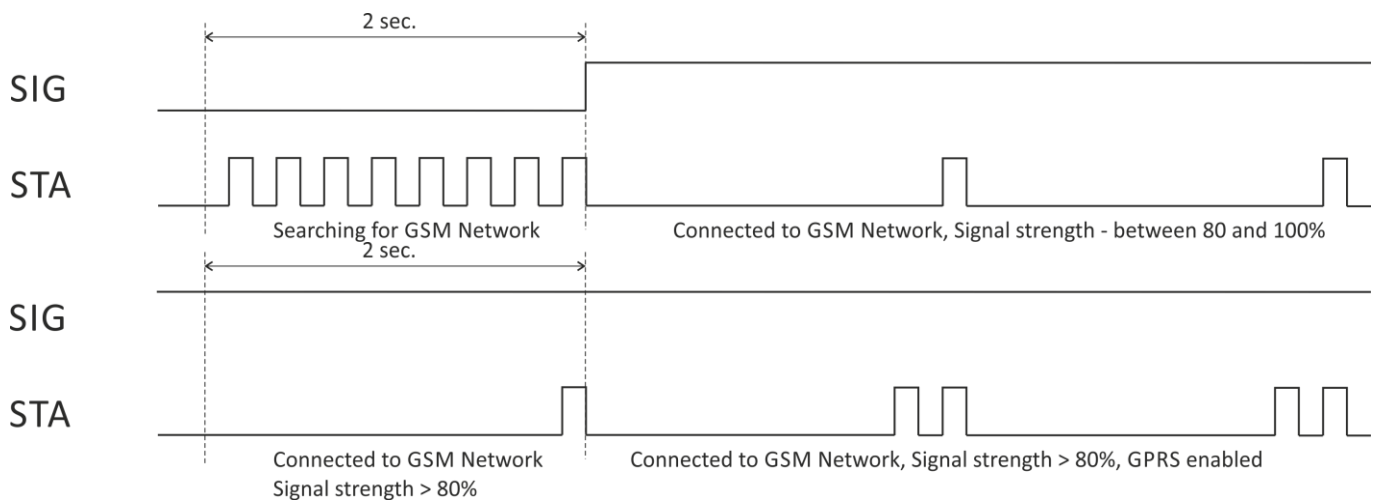 2 sec.
SIG
STA
Searching for GSM Network
Connected to GSM Network, Signal strength - between 80 and 100%
2 sec.
SIG
STA
Connected to GSM Network
Signal strength > 80%
Connected to GSM Network, Signal strength > 80%, GPRS enabled